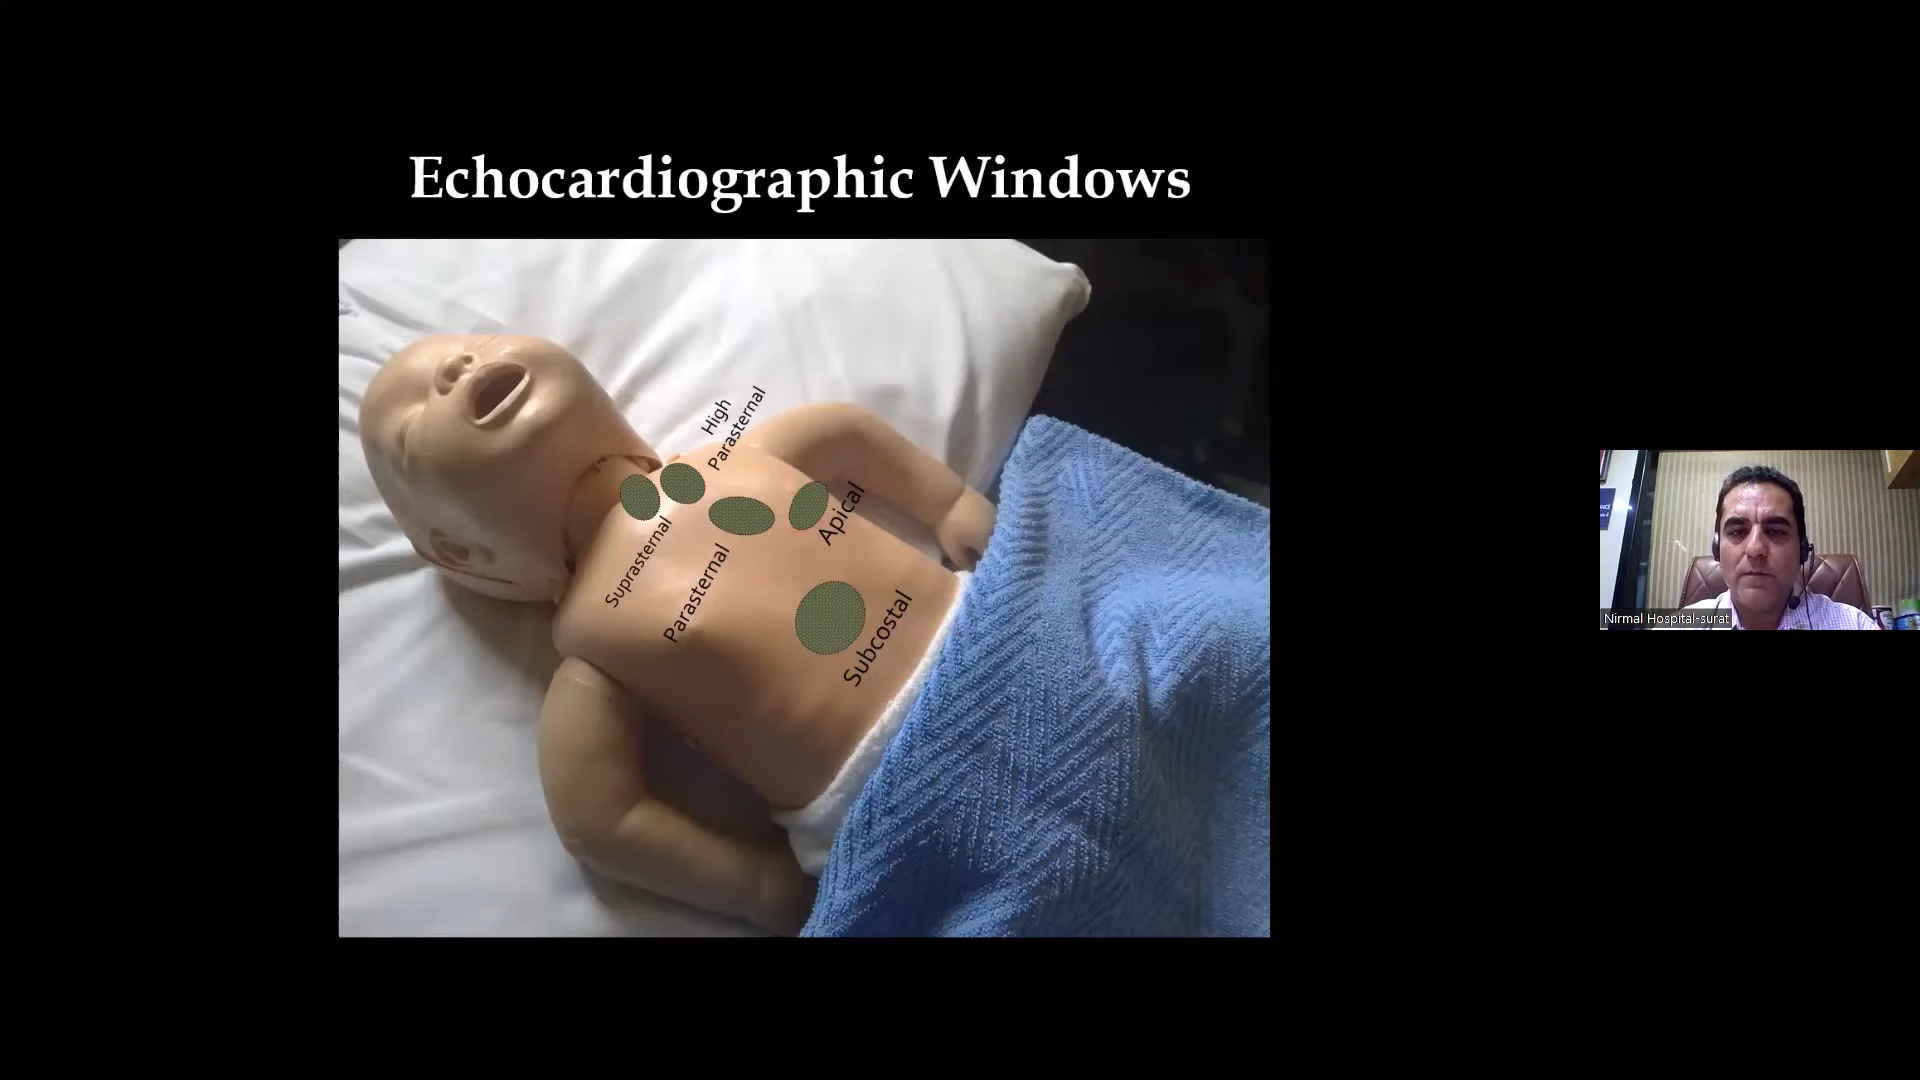 Echocardiographic Windows
High
Parasternal
Suprasternal
Parasternal
Apical
Subcostal
Nirmal Hospital-surat